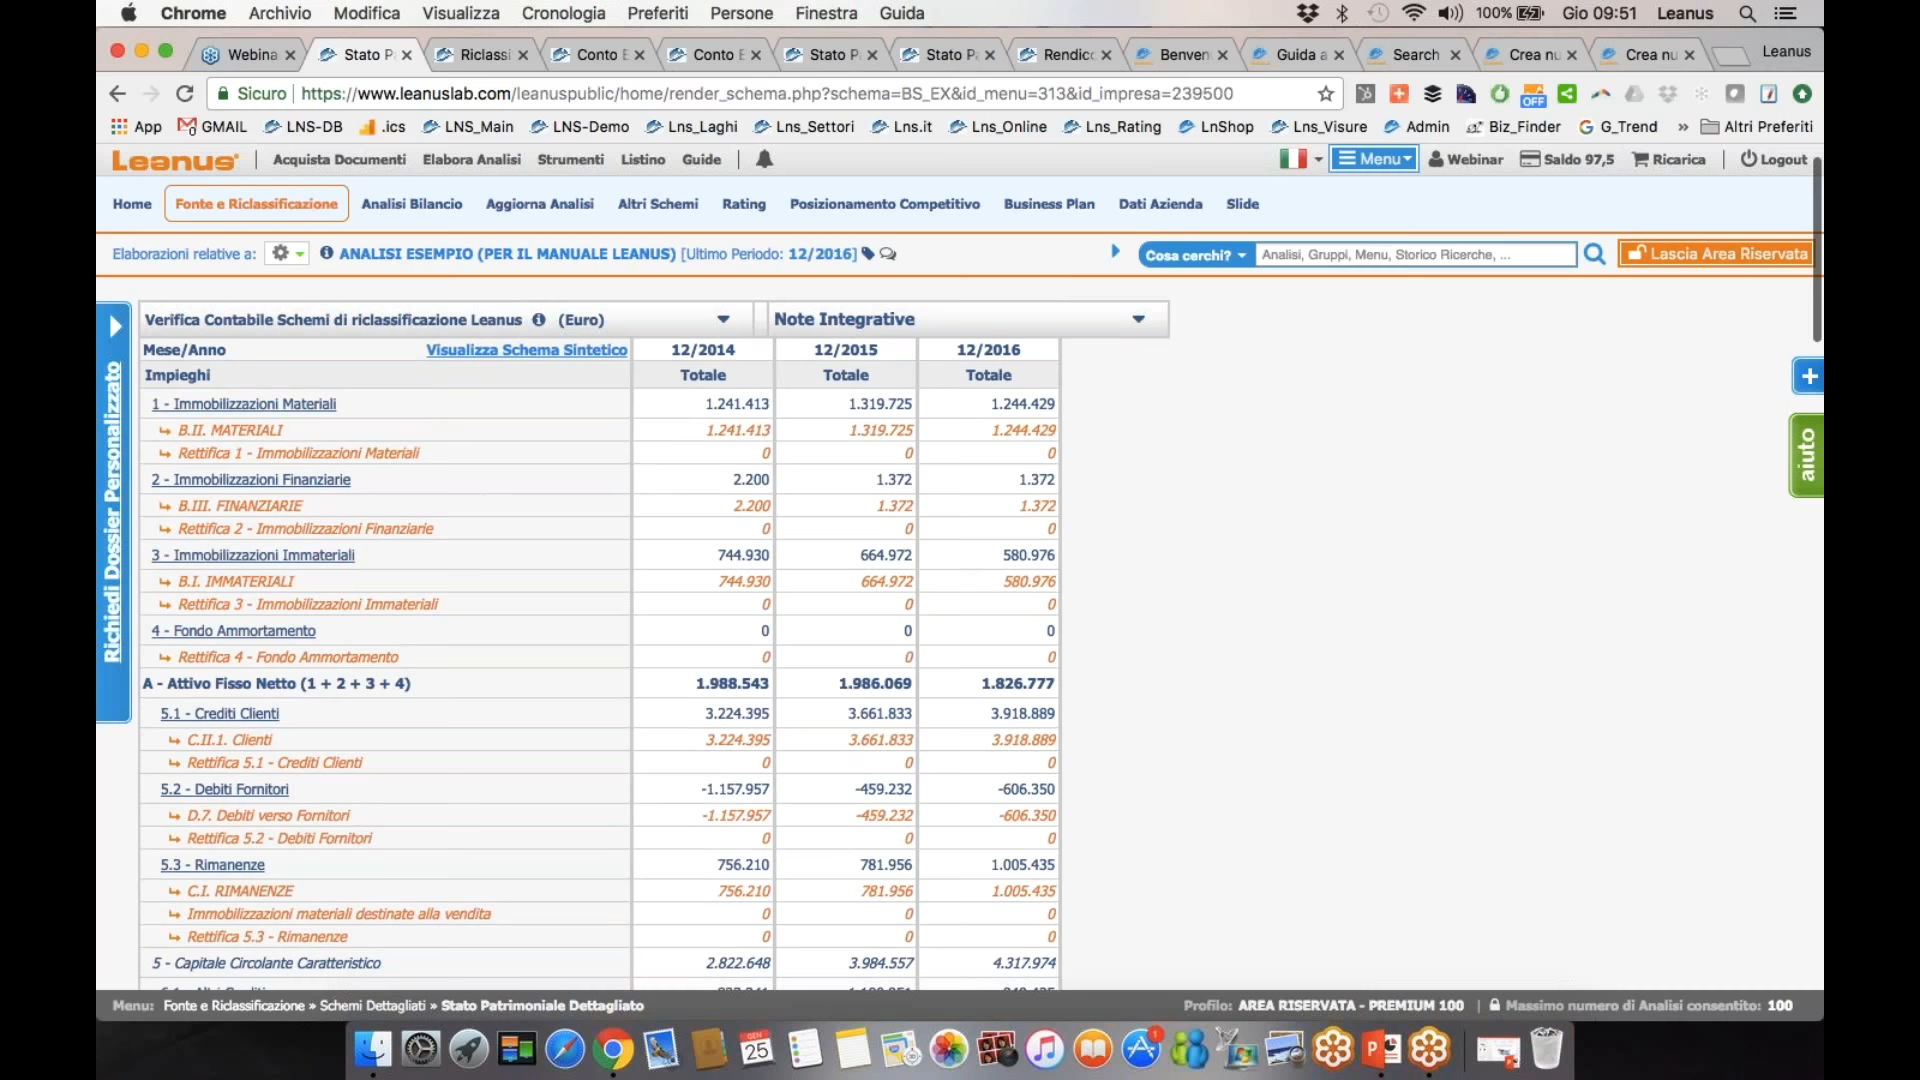 Chrome Archivio Modifica Visualizza Cronologia Preferiti Persone Finestra Guida 100% Gio 09:51 Leanus
Webina Stato P Riclassi Conto E Conto E Stato P Stato P Rendico Benven Guida a Search Crea nu Crea nu Leanus
Sicuro https://www.leanuslab.com/leanuspublic/home/render_schema.php?schema=BS_EX&id_menu=313&id_impresa=239500 OFF
App GMAIL LNS-DB .ics LNS_Main LNS-Demo Lns_Laghi Lns_Settori Lns.it Lns_Online Lns_Rating LnShop Lns_Visure Admin Biz_Finder G_Trend » Altri Preferiti
Leanus Acquista Documenti Elabora Analisi Strumenti Listino Guide Menu Webinar Saldo 97,5 Ricarica Logout
Home Fonte e Riclassificazione Analisi Bilancio Aggiorna Analisi Altri Schemi Rating Posizionamento Competitivo Business Plan Dati Azienda Slide
Elaborazioni relative a: ANALISI ESEMPIO (PER IL MANUALE LEANUS) [Ultimo Periodo: 12/2016] Cosa cerchi? Analisi, Gruppi, Menu, Storico Ricerche, ... Lascia Area Riservata
Richiedi Dossier Personalizzato
aiuto
Verifica Contabile Schemi di riclassificazione Leanus (Euro) Note Integrative
Mese/Anno Visualizza Schema Sintetico 12/2014 12/2015 12/2016
Impieghi Totale Totale Totale
1 - Immobilizzazioni Materiali 1.241.413 1.319.725 1.244.429
B.II. MATERIALI 1.241.413 1.319.725 1.244.429
Rettifica 1 - Immobilizzazioni Materiali 0 0 0
2 - Immobilizzazioni Finanziarie 2.200 1.372 1.372
B.III. FINANZIARIE 2.200 1.372 1.372
Rettifica 2 - Immobilizzazioni Finanziarie 0 0 0
3 - Immobilizzazioni Immateriali 744.930 664.972 580.976
B.I. IMMATERIALI 744.930 664.972 580.976
Rettifica 3 - Immobilizzazioni Immateriali 0 0 0
4 - Fondo Ammortamento 0 0 0
Rettifica 4 - Fondo Ammortamento 0 0 0
A - Attivo Fisso Netto (1 + 2 + 3 + 4) 1.988.543 1.986.069 1.826.777
5.1 - Crediti Clienti 3.224.395 3.661.833 3.918.889
C.II.1. Clienti 3.224.395 3.661.833 3.918.889
Rettifica 5.1 - Crediti Clienti 0 0 0
5.2 - Debiti Fornitori -1.157.957 -459.232 -606.350
D.7. Debiti verso Fornitori -1.157.957 -459.232 -606.350
Rettifica 5.2 - Debiti Fornitori 0 0 0
5.3 - Rimanenze 756.210 781.956 1.005.435
C.I. RIMANENZE 756.210 781.956 1.005.435
Immobilizzazioni materiali destinate alla vendita 0 0 0
Rettifica 5.3 - Rimanenze 0 0 0
5 - Capitale Circolante Caratteristico 2.822.648 3.984.557 4.317.974
Menu: Fonte e Riclassificazione » Schemi Dettagliati » Stato Patrimoniale Dettagliato Profilo: AREA RISERVATA - PREMIUM 100 | Massimo numero di Analisi consentito: 100
GEN
25